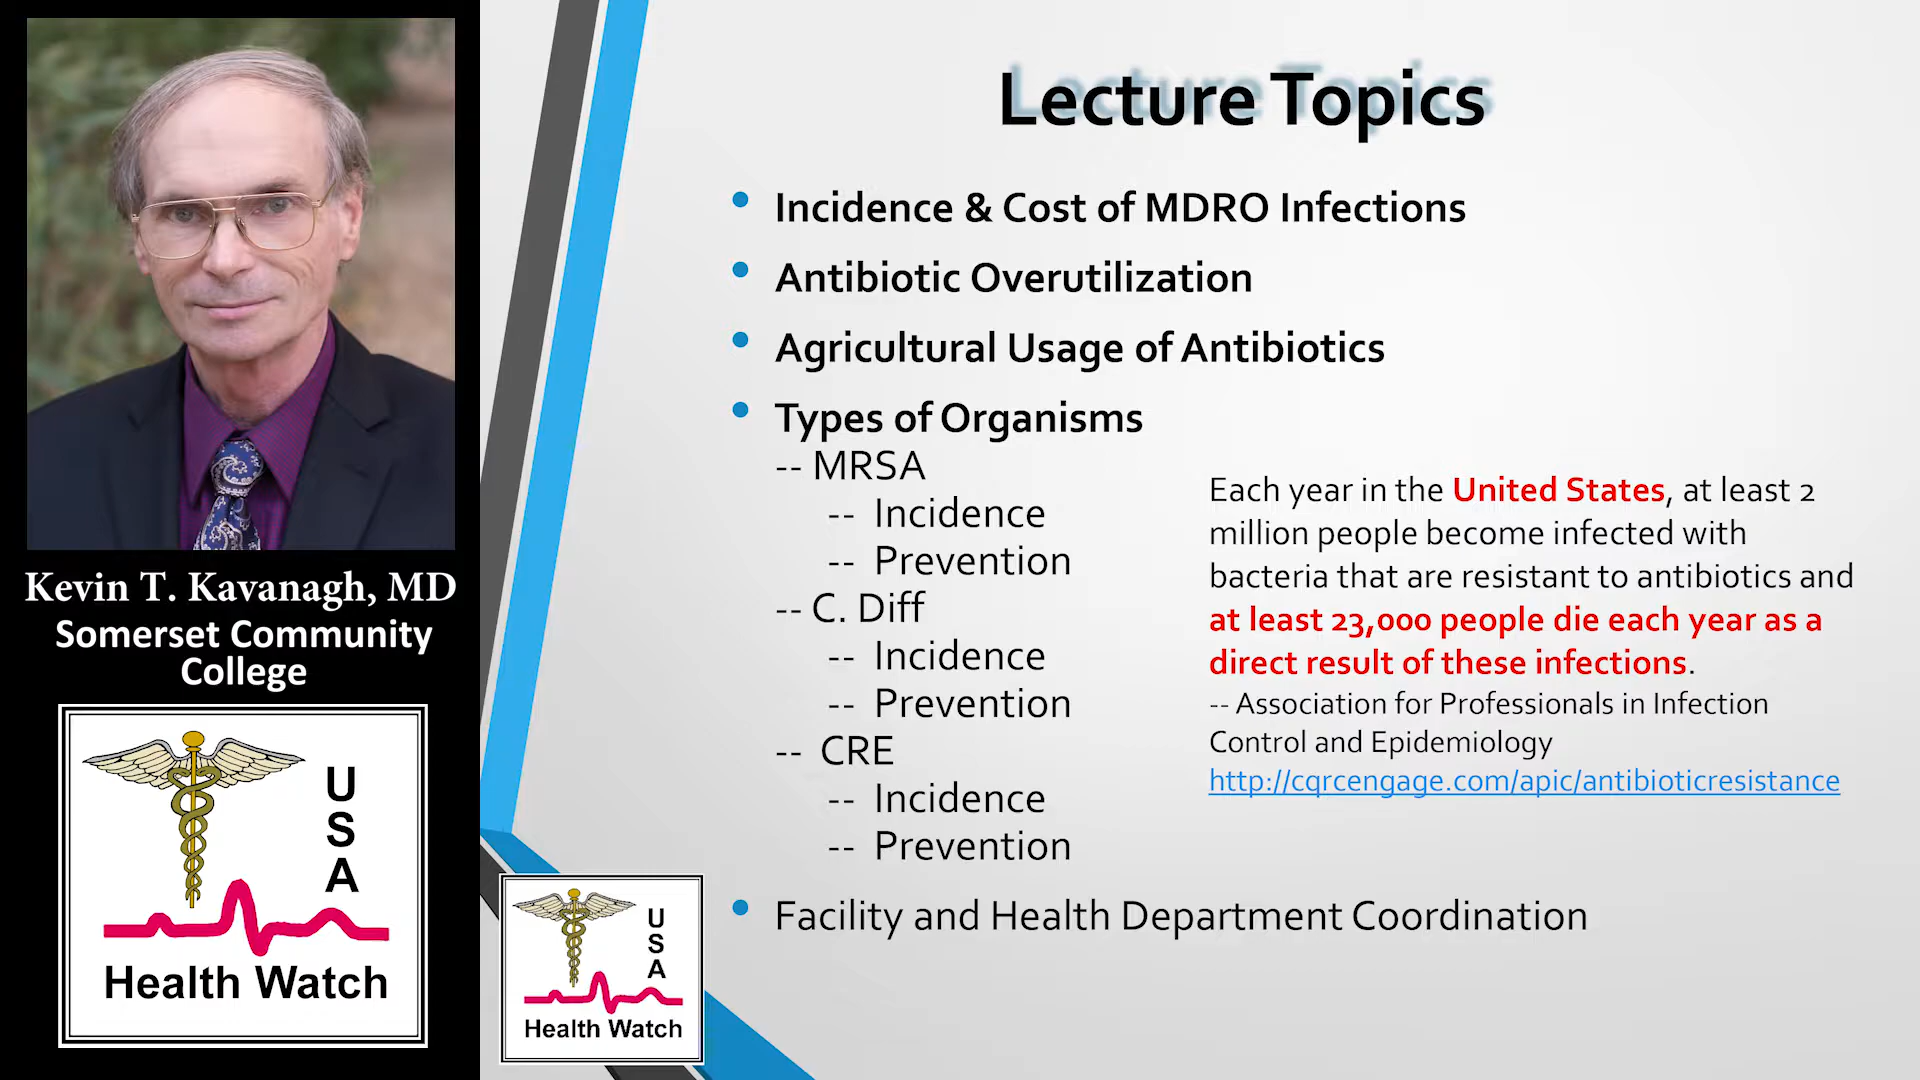 Kevin T. Kavanagh, MD
Somerset Community
College
U
S
A
Health Watch
Lecture Topics
• Incidence & Cost of MDRO Infections
• Antibiotic Overutilization
• Agricultural Usage of Antibiotics
• Types of Organisms
-- MRSA
-- Incidence
-- Prevention
-- C. Diff
-- Incidence
-- Prevention
-- CRE
-- Incidence
-- Prevention
• Facility and Health Department Coordination
Each year in the United States, at least 2
million people become infected with
bacteria that are resistant to antibiotics and
at least 23,000 people die each year as a
direct result of these infections.
-- Association for Professionals in Infection
Control and Epidemiology
http://cqrcengage.com/apic/antibioticresistance
U
S
A
Health Watch